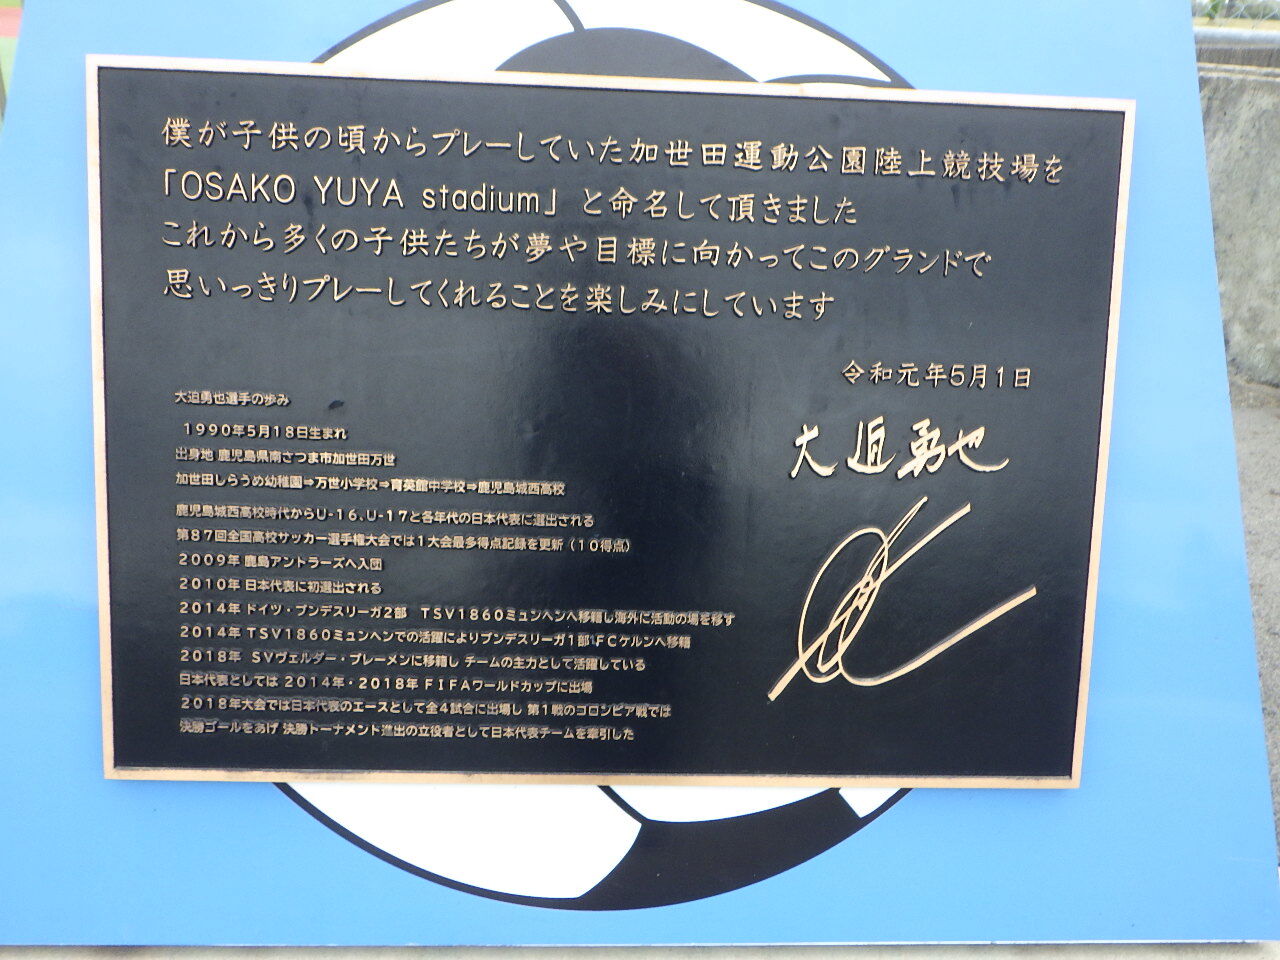 僕が子供の頃からプレーしていた加世田運動公園陸上競技場を
「OSAKO YUYA stadium」と命名して頂きました
これから多くの子供たちが夢や目標に向かってこのグランドで
思いっきりプレーしてくれることを楽しみにしています
令和元年5月1日
大迫勇也
大迫勇也選手の歩み
1990年5月18日生まれ
出身地 鹿児島県南さつま市加世田万世
加世田しらうめ幼稚園⇒万世小学校⇒育英館中学校⇒鹿児島城西高校
鹿児島城西高校時代からU-16、U-17と各年代の日本代表に選出される
第87回全国高校サッカー選手権大会では1大会最多得点記録を更新（10得点）
2009年 鹿島アントラーズへ入団
2010年 日本代表に初選出される
2014年 ドイツ・ブンデスリーガ2部 TSV1860ミュンヘンへ移籍し海外に活動の場を移す
2014年 TSV1860ミュンヘンでの活躍によりブンデスリーガ1部 FCケルンへ移籍
2018年 SVヴェルダー・ブレーメンに移籍し チームの主力として活躍している
日本代表としては 2014年・2018年 FIFAワールドカップに出場
2018年大会では日本代表のエースとして全4試合に出場し 第1戦のコロンビア戦では
決勝ゴールをあげ 決勝トーナメント進出の立役者として日本代表チームを牽引した